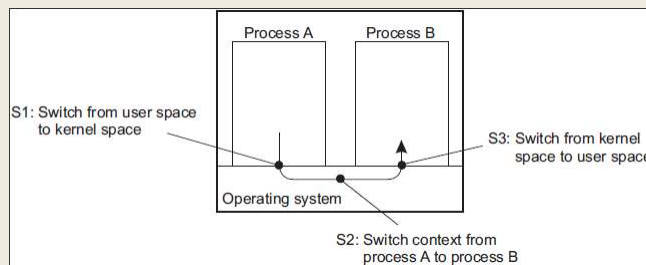 Process A
Process B
S1: Switch from user space
to kernel space
S3: Switch from kernel
space to user space
Operating system
S2: Switch context from
process A to process B